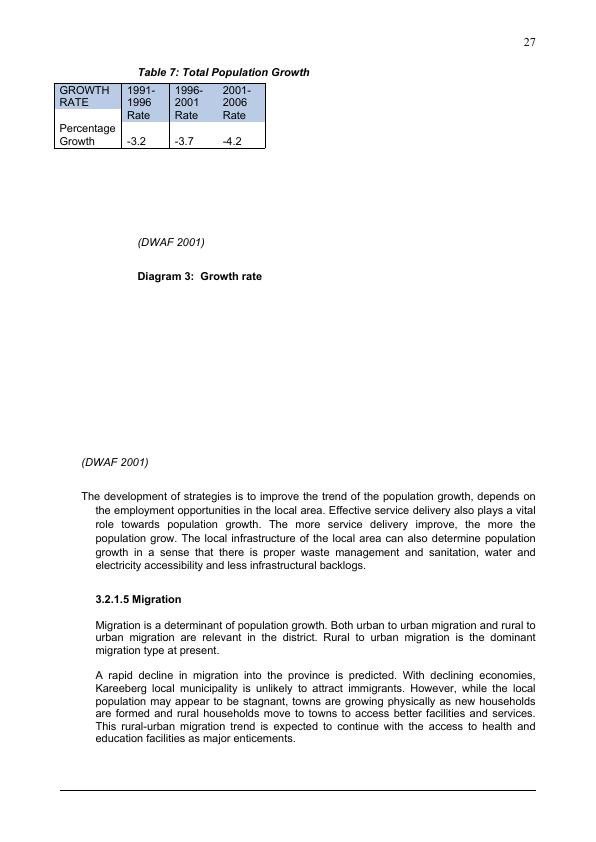 27
Table 7: Total Population Growth
GROWTH RATE 1991-1996 Rate 1996-2001 Rate 2001-2006 Rate
Percentage Growth -3.2 -3.7 -4.2
(DWAF 2001)
Diagram 3:  Growth rate
(DWAF 2001)
The development of strategies is to improve the trend of the population growth, depends on
the employment opportunities in the local area. Effective service delivery also plays a vital
role towards population growth. The more service delivery improve, the more the
population grow. The local infrastructure of the local area can also determine population
growth in a sense that there is proper waste management and sanitation, water and
electricity accessibility and less infrastructural backlogs.
3.2.1.5 Migration
Migration is a determinant of population growth. Both urban to urban migration and rural to
urban migration are relevant in the district. Rural to urban migration is the dominant
migration type at present.
A rapid decline in migration into the province is predicted. With declining economies,
Kareeberg local municipality is unlikely to attract immigrants. However, while the local
population may appear to be stagnant, towns are growing physically as new households
are formed and rural households move to towns to access better facilities and services.
This rural-urban migration trend is expected to continue with the access to health and
education facilities as major enticements.